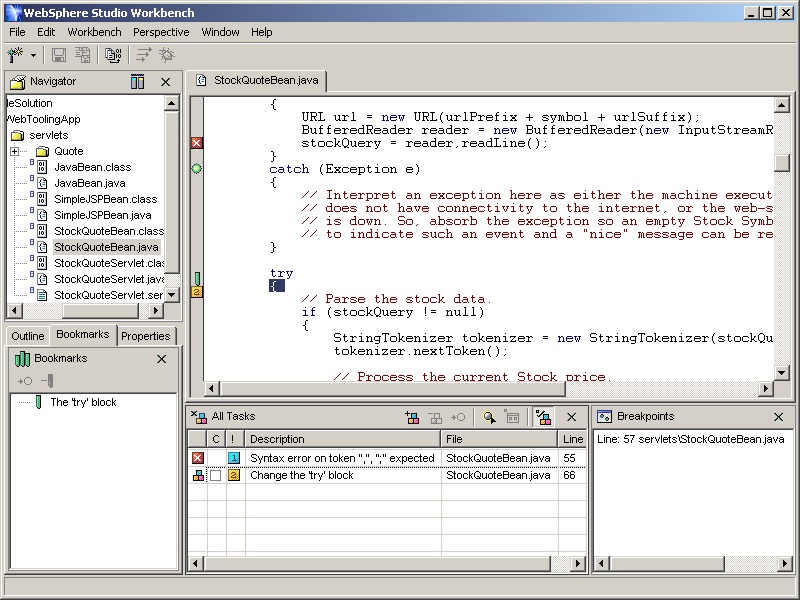 WebSphere Studio Workbench
File Edit Workbench Perspective Window Help
Navigator
leSolution
WebToolingApp
servlets
Quote
JavaBean.class
JavaBean.java
SimpleJSPBean.class
SimpleJSPBean.java
StockQuoteBean.class
StockQuoteBean.java
StockQuoteServlet.clas
StockQuoteServlet.java
StockQuoteServlet.ser
StockQuoteBean.java
{
URL url = new URL(urlPrefix + symbol + urlSuffix);
BufferedReader reader = new BufferedReader(new InputStreamR
stockQuery = reader,readLine();
}
catch (Exception e)
{
// Interpret an exception here as either the machine execut
// does not have connectivity to the internet, or the web-s
// is down. So, absorb the exception so an empty Stock Symb
// to indicate such an event and a "nice" message can be re
}
try
{
// Parse the stock data.
if (stockQuery != null)
{
StringTokenizer tokenizer = new StringTokenizer(stockQu
tokenizer.nextToken();
// Process the current Stock price.
Outline Bookmarks Properties
Bookmarks
The 'try' block
All Tasks
C ! Description File Line
1 Syntax error on token ",", ";" expected StockQuoteBean.java 55
2 Change the 'try' block StockQuoteBean.java 66
Breakpoints
Line: 57 servlets\StockQuoteBean.java